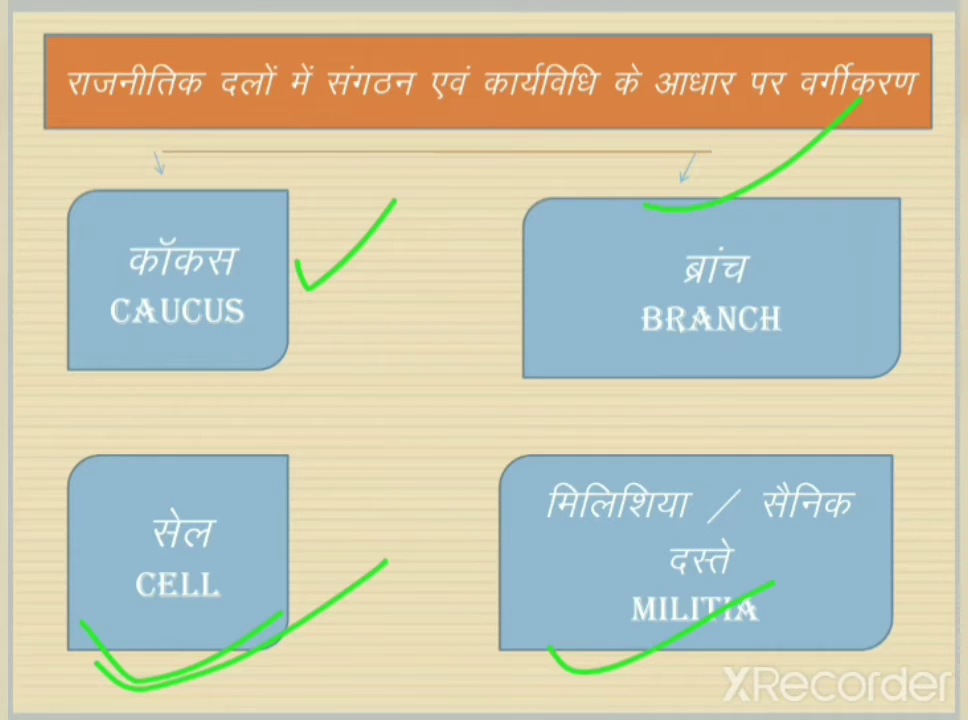 राजनीतिक दलों में संगठन एवं कार्यविधि के आधार पर वर्गीकरण
कॉकस
CAUCUS
ब्रांच
BRANCH
सेल
CELL
मिलिशिया / सैनिक
दस्ते
MILITIA
XRecorder